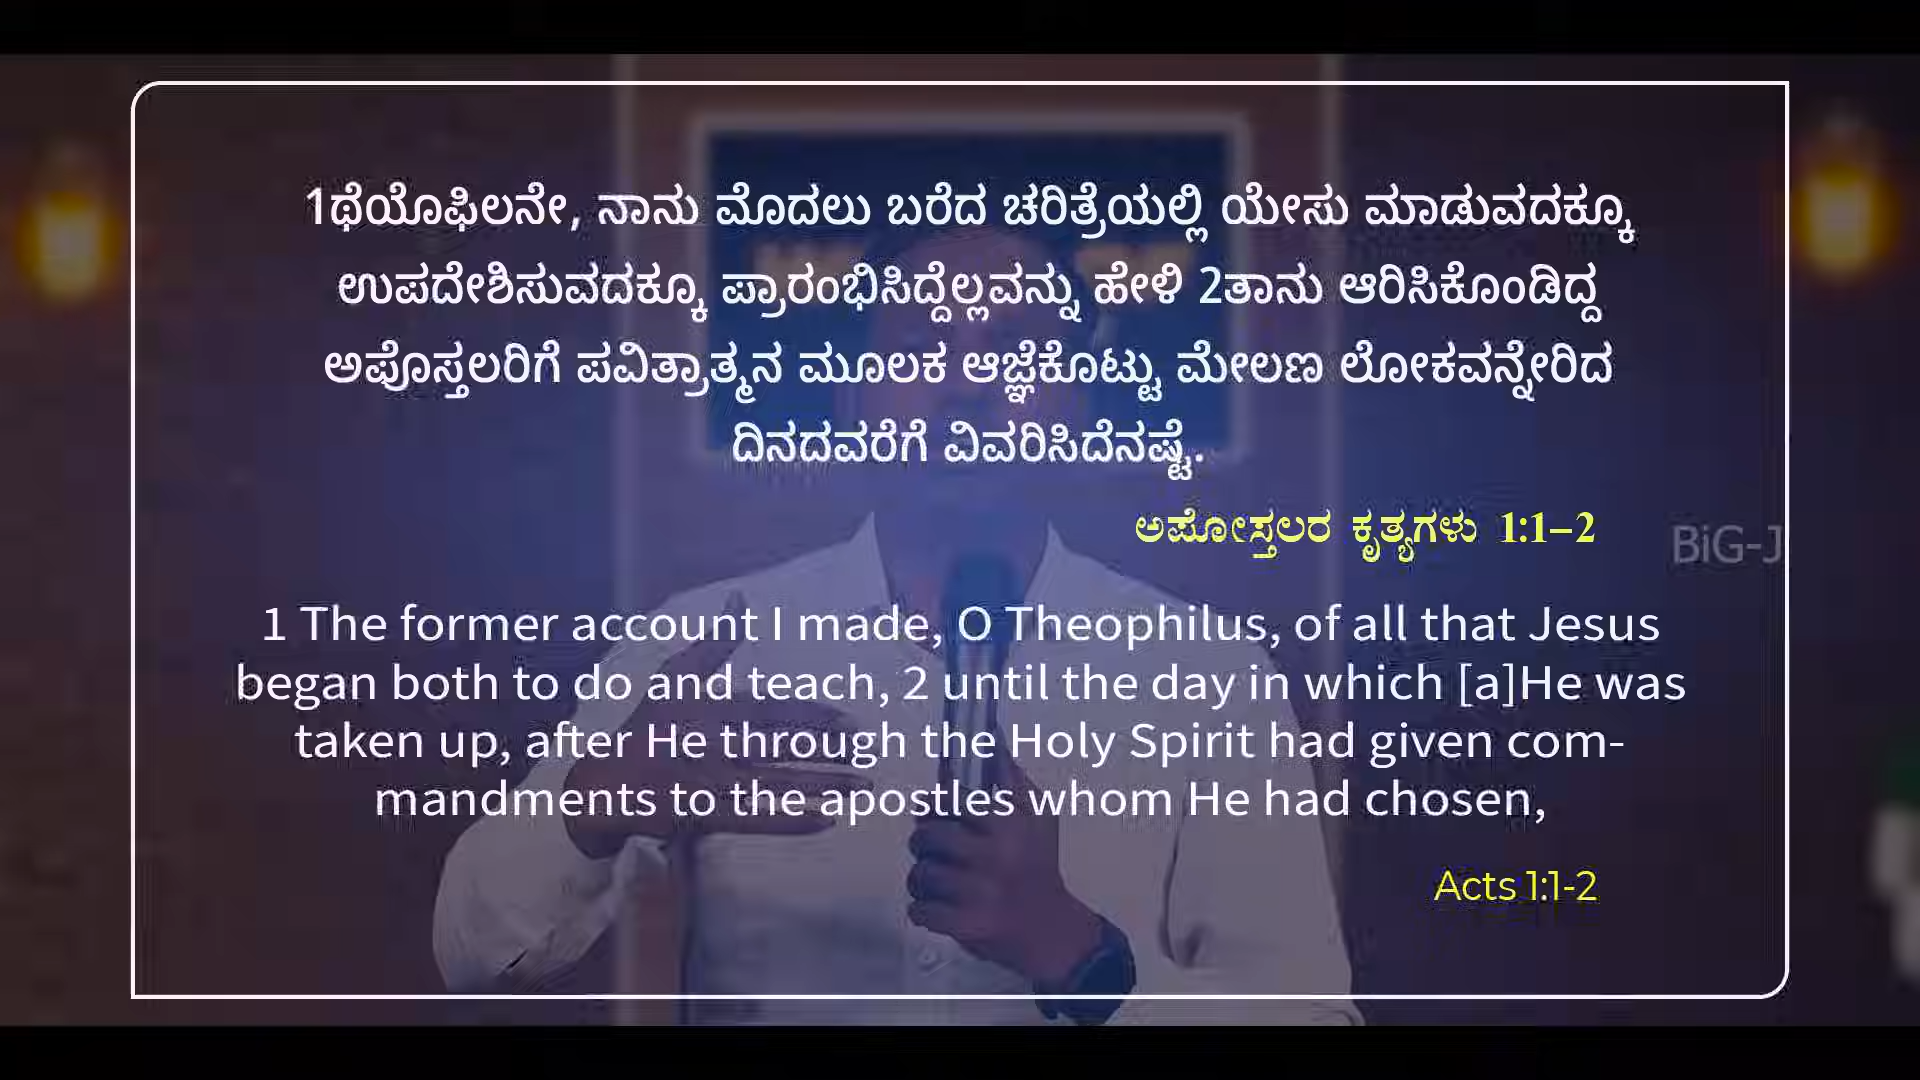 1ಥೆಯೊಫಿಲನೇ, ನಾನು ಮೊದಲು ಬರೆದ ಚರಿತ್ರೆಯಲ್ಲಿ ಯೇಸು ಮಾಡುವದಕ್ಕೂ
ಉಪದೇಶಿಸುವದಕ್ಕೂ ಪ್ರಾರಂಭಿಸಿದ್ದೆಲ್ಲವನ್ನು ಹೇಳಿ 2ತಾನು ಆರಿಸಿಕೊಂಡಿದ್ದ
ಅಪೊಸ್ತಲರಿಗೆ ಪವಿತ್ರಾತ್ಮನ ಮೂಲಕ ಆಜ್ಞೆಕೊಟ್ಟು ಮೇಲಣ ಲೋಕವನ್ನೇರಿದ
ದಿನದವರೆಗೆ ವಿವರಿಸಿದೆನಷ್ಟೆ.
ಅಪೋಸ್ತಲರ ಕೃತ್ಯಗಳು 1:1-2
BiG-J
1 The former account I made, O Theophilus, of all that Jesus
began both to do and teach, 2 until the day in which [a]He was
taken up, after He through the Holy Spirit had given com-
mandments to the apostles whom He had chosen,
Acts 1:1-2